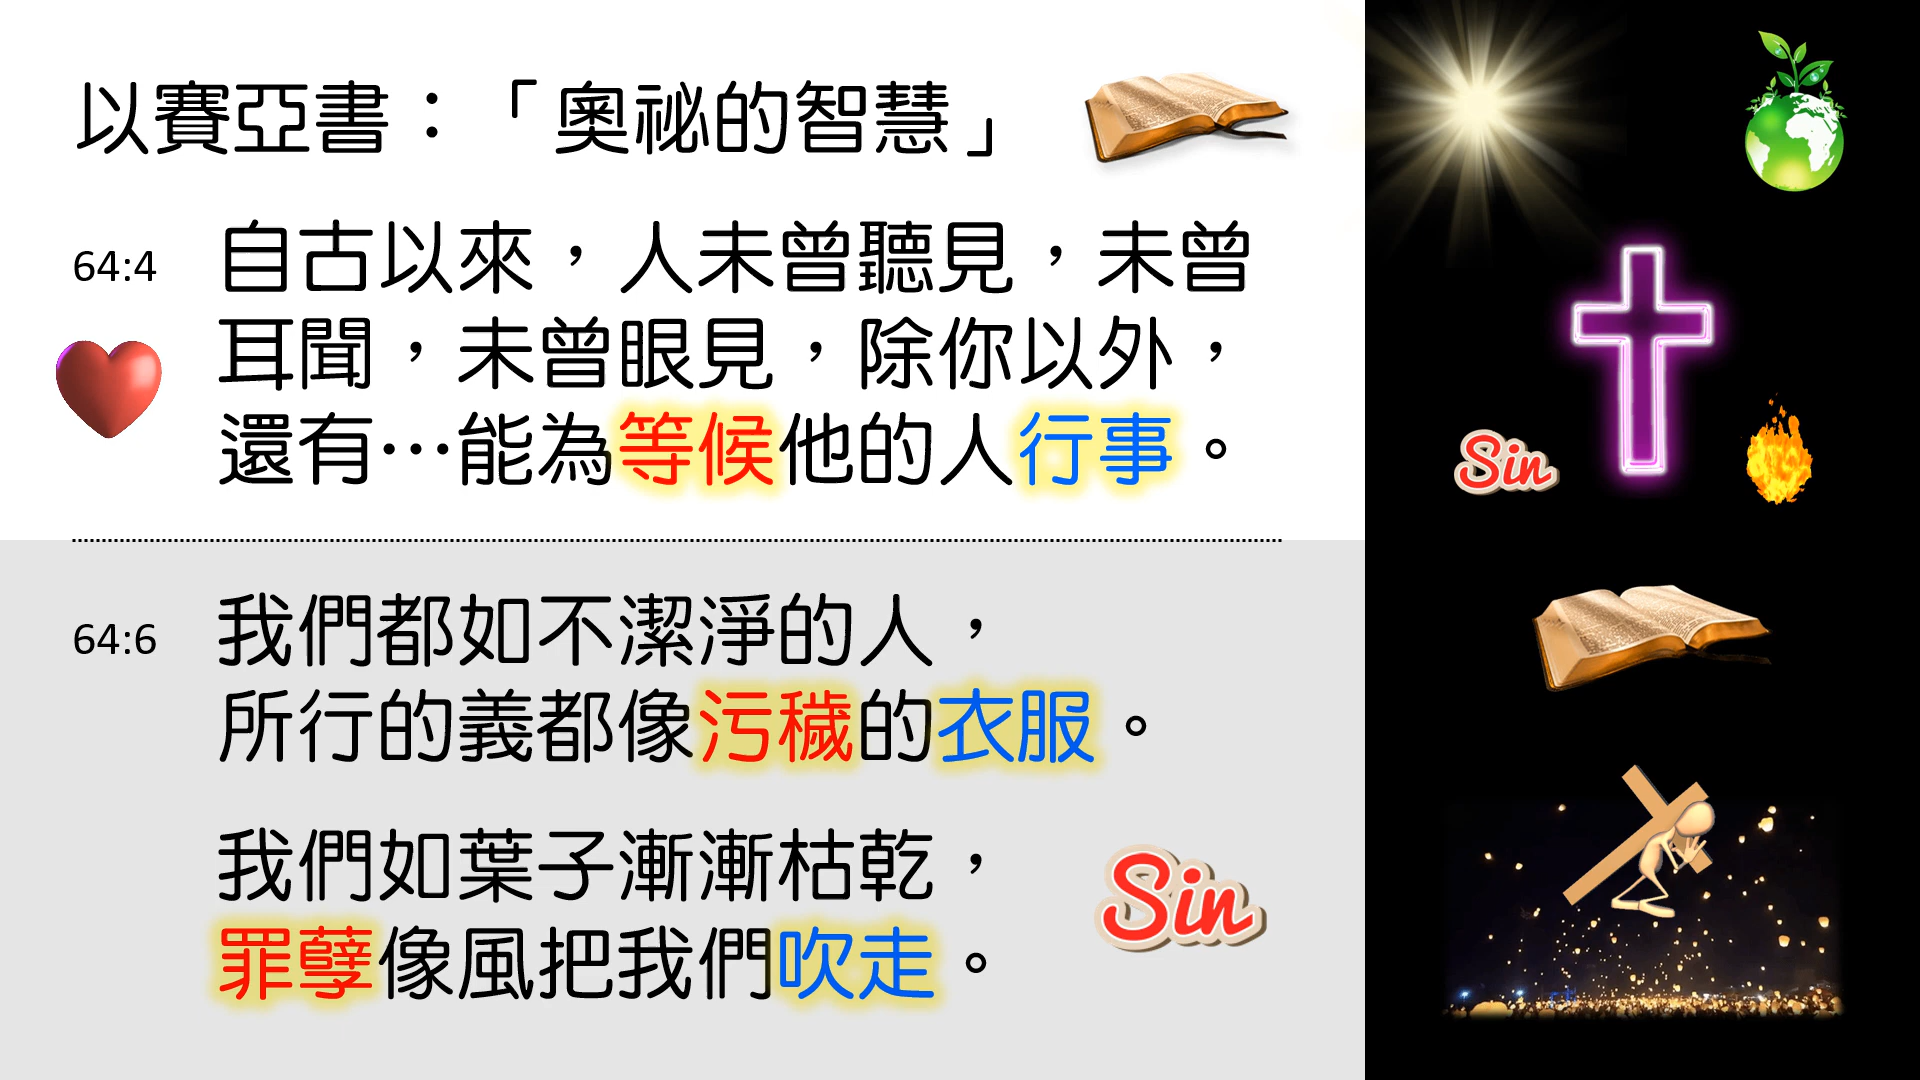 以賽亞書：「奧祕的智慧」
64:4 自古以來，人未曾聽見，未曾
耳聞，未曾眼見，除你以外，
還有…能為等候他的人行事。
64:6 我們都如不潔淨的人，
所行的義都像污穢的衣服。
我們如葉子漸漸枯乾，
罪孽像風把我們吹走。
Sin
Sin